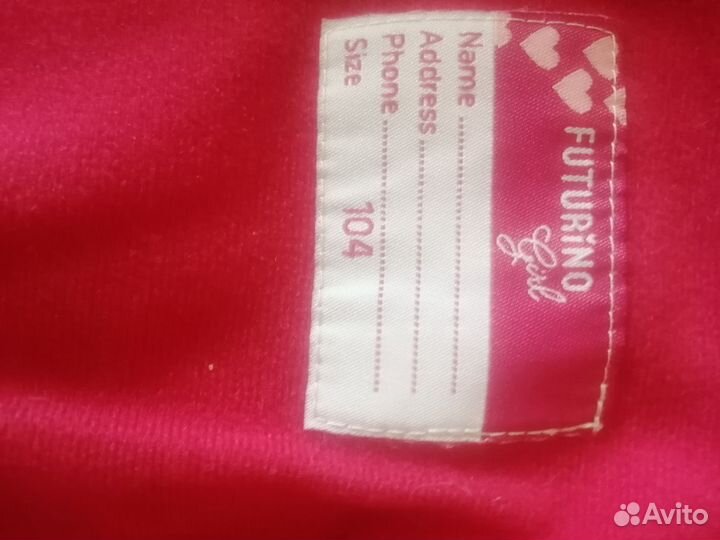 FUTURINO
Girl
Name ...............................................
Address..........................................
Phone ...............................................
Size 104
Avito